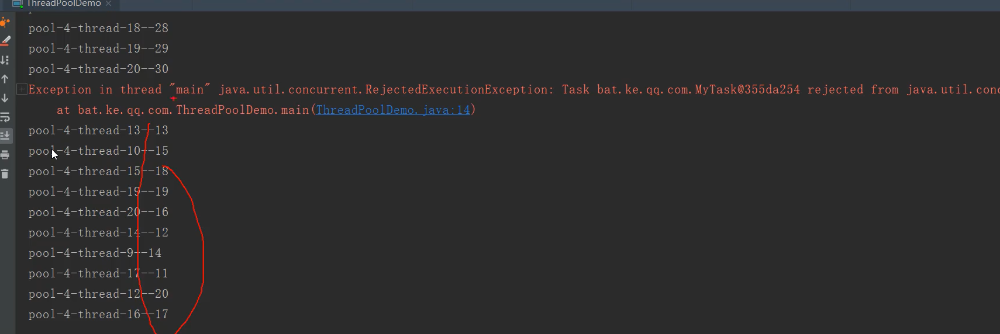 ThreadPoolDemo
pool-4-thread-18--28
pool-4-thread-19--29
pool-4-thread-20--30
Exception in thread "main" java.util.concurrent.RejectedExecutionException: Task bat.ke.qq.com.MyTask@355da254 rejected from java.util.conc
at bat.ke.qq.com.ThreadPoolDemo.main(ThreadPoolDemo.java:14)
pool-4-thread-13--13
pool-4-thread-10--15
pool-4-thread-15--18
pool-4-thread-19--19
pool-4-thread-20--16
pool-4-thread-14--12
pool-4-thread-9--14
pool-4-thread-17--11
pool-4-thread-12--20
pool-4-thread-16--17